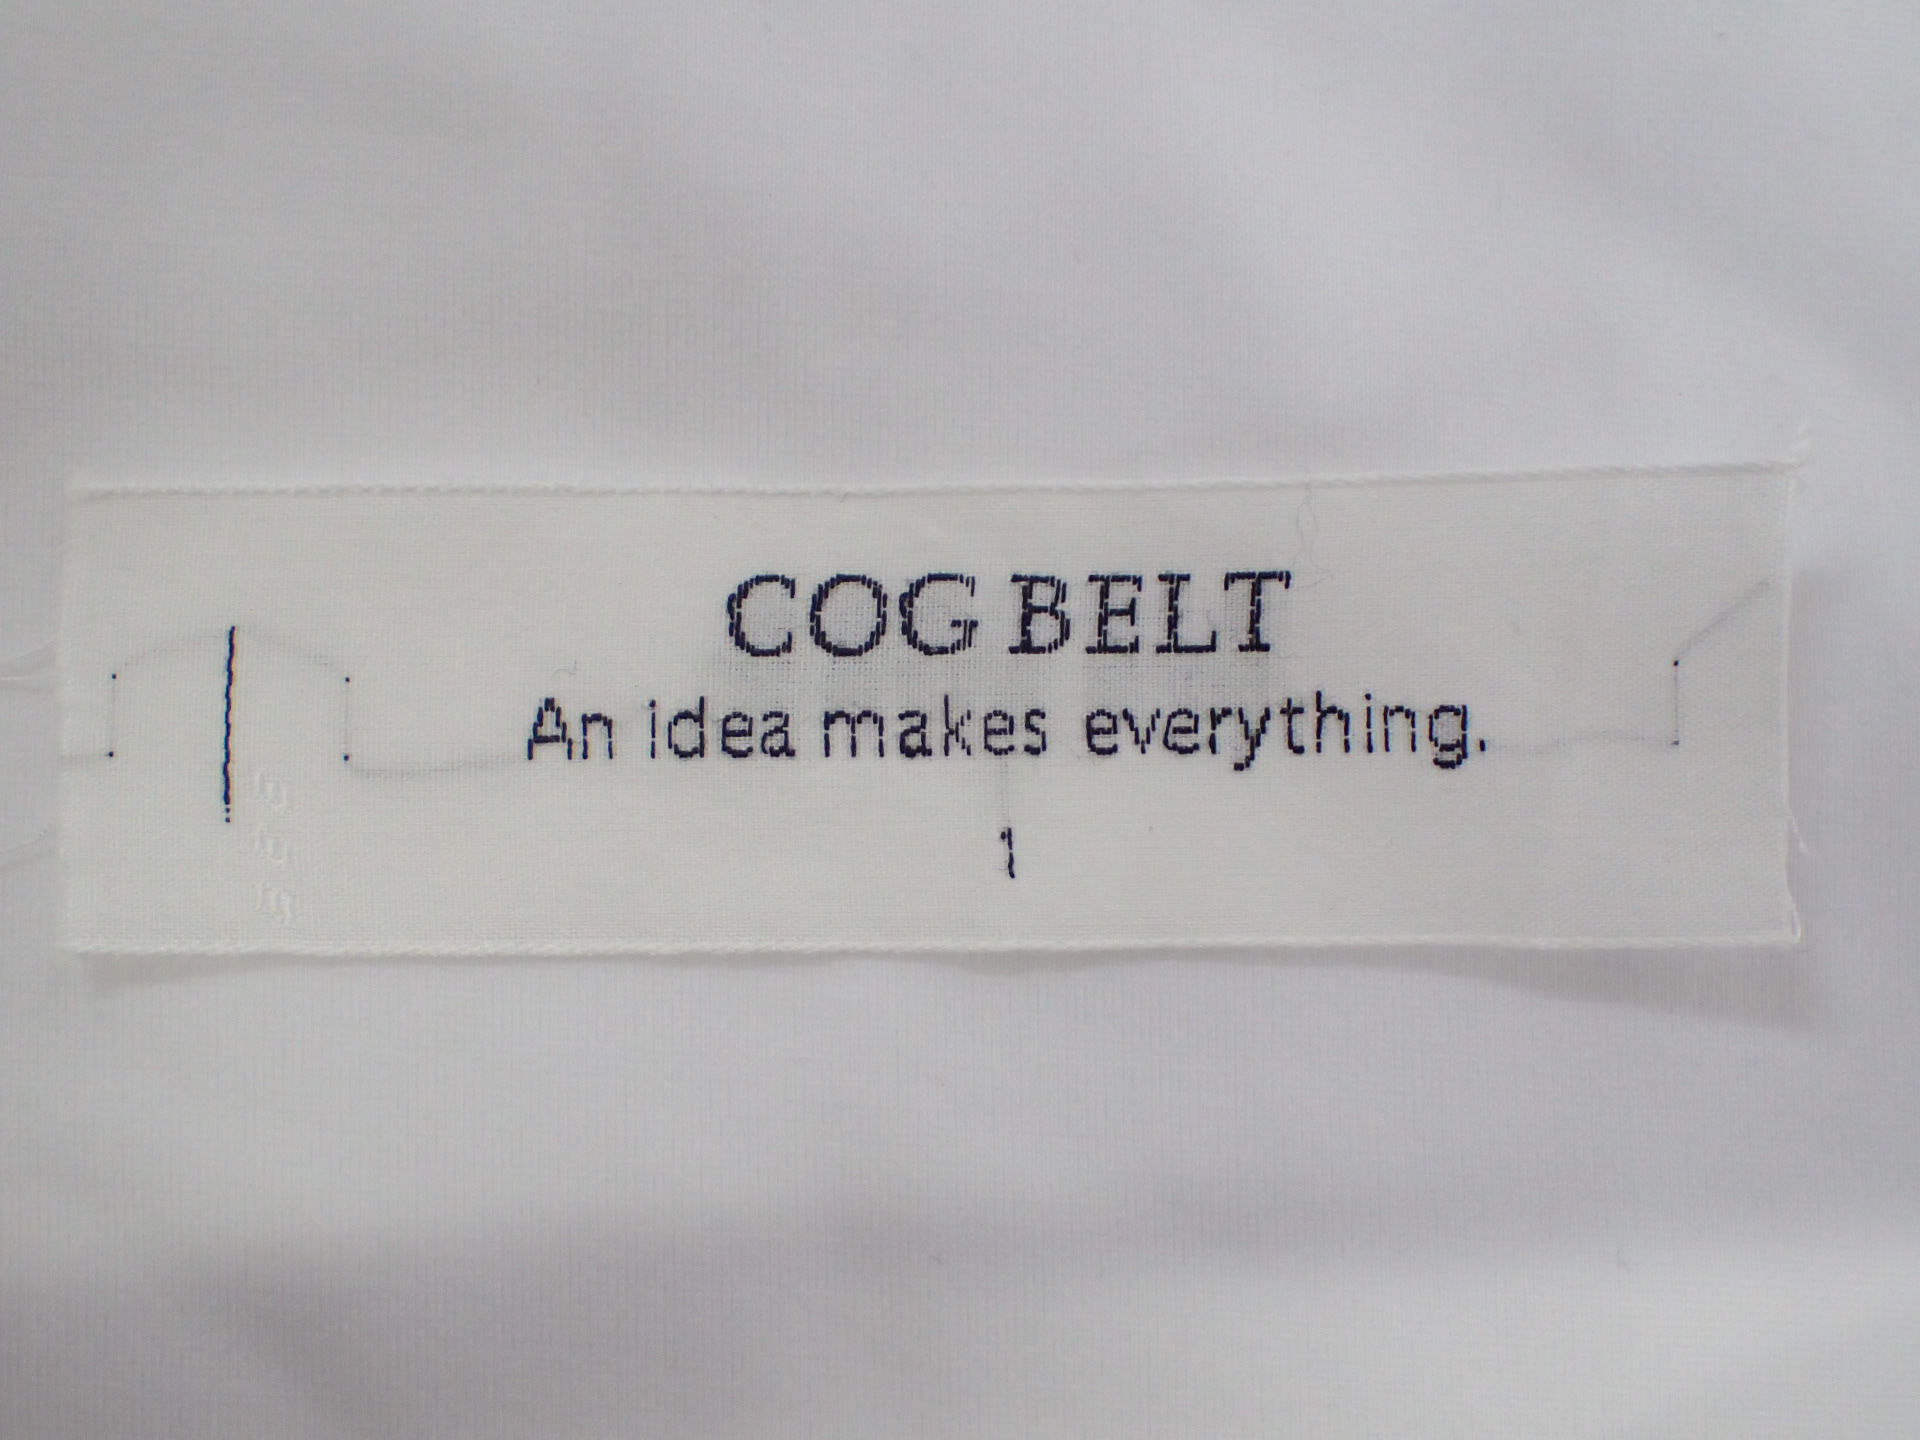 COG BELT
An idea makes everything.
1